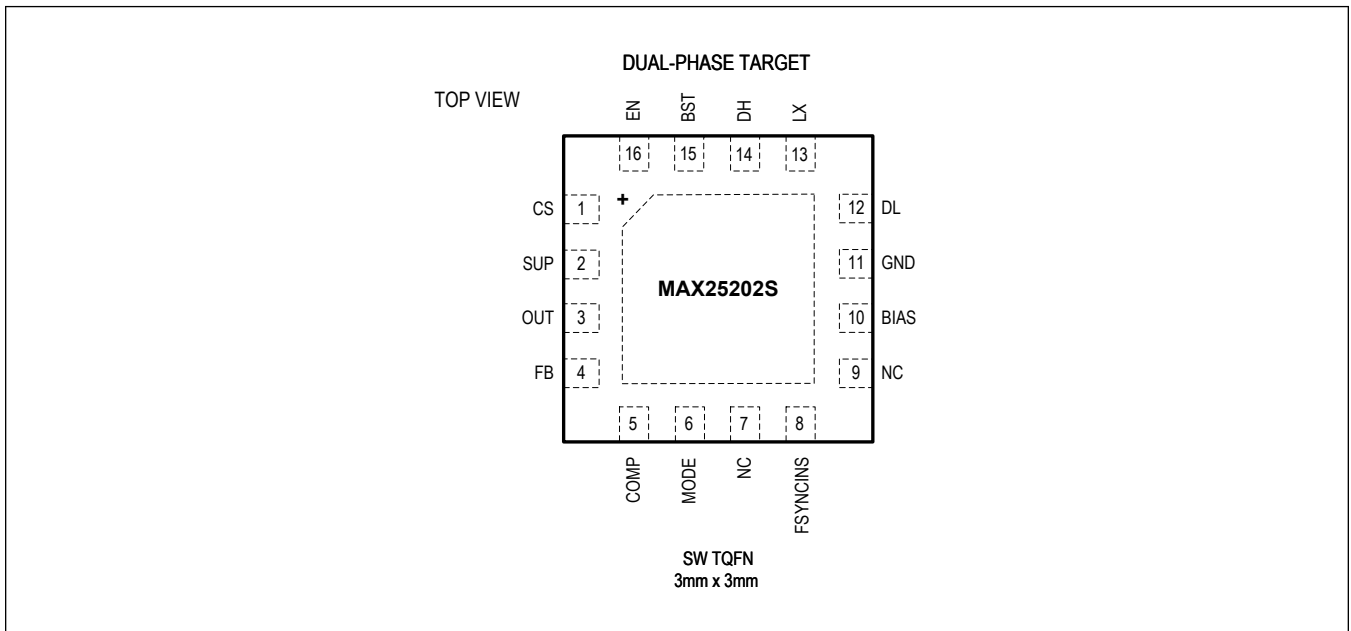 DUAL-PHASE TARGET
TOP VIEW
EN
BST
DH
LX
16
15
14
13
+
CS 1
12 DL
SUP 2
11 GND
MAX25202S
OUT 3
10 BIAS
FB 4
9 NC
5
6
7
8
COMP
MODE
NC
FSYNCINS
SW TQFN
3mm x 3mm